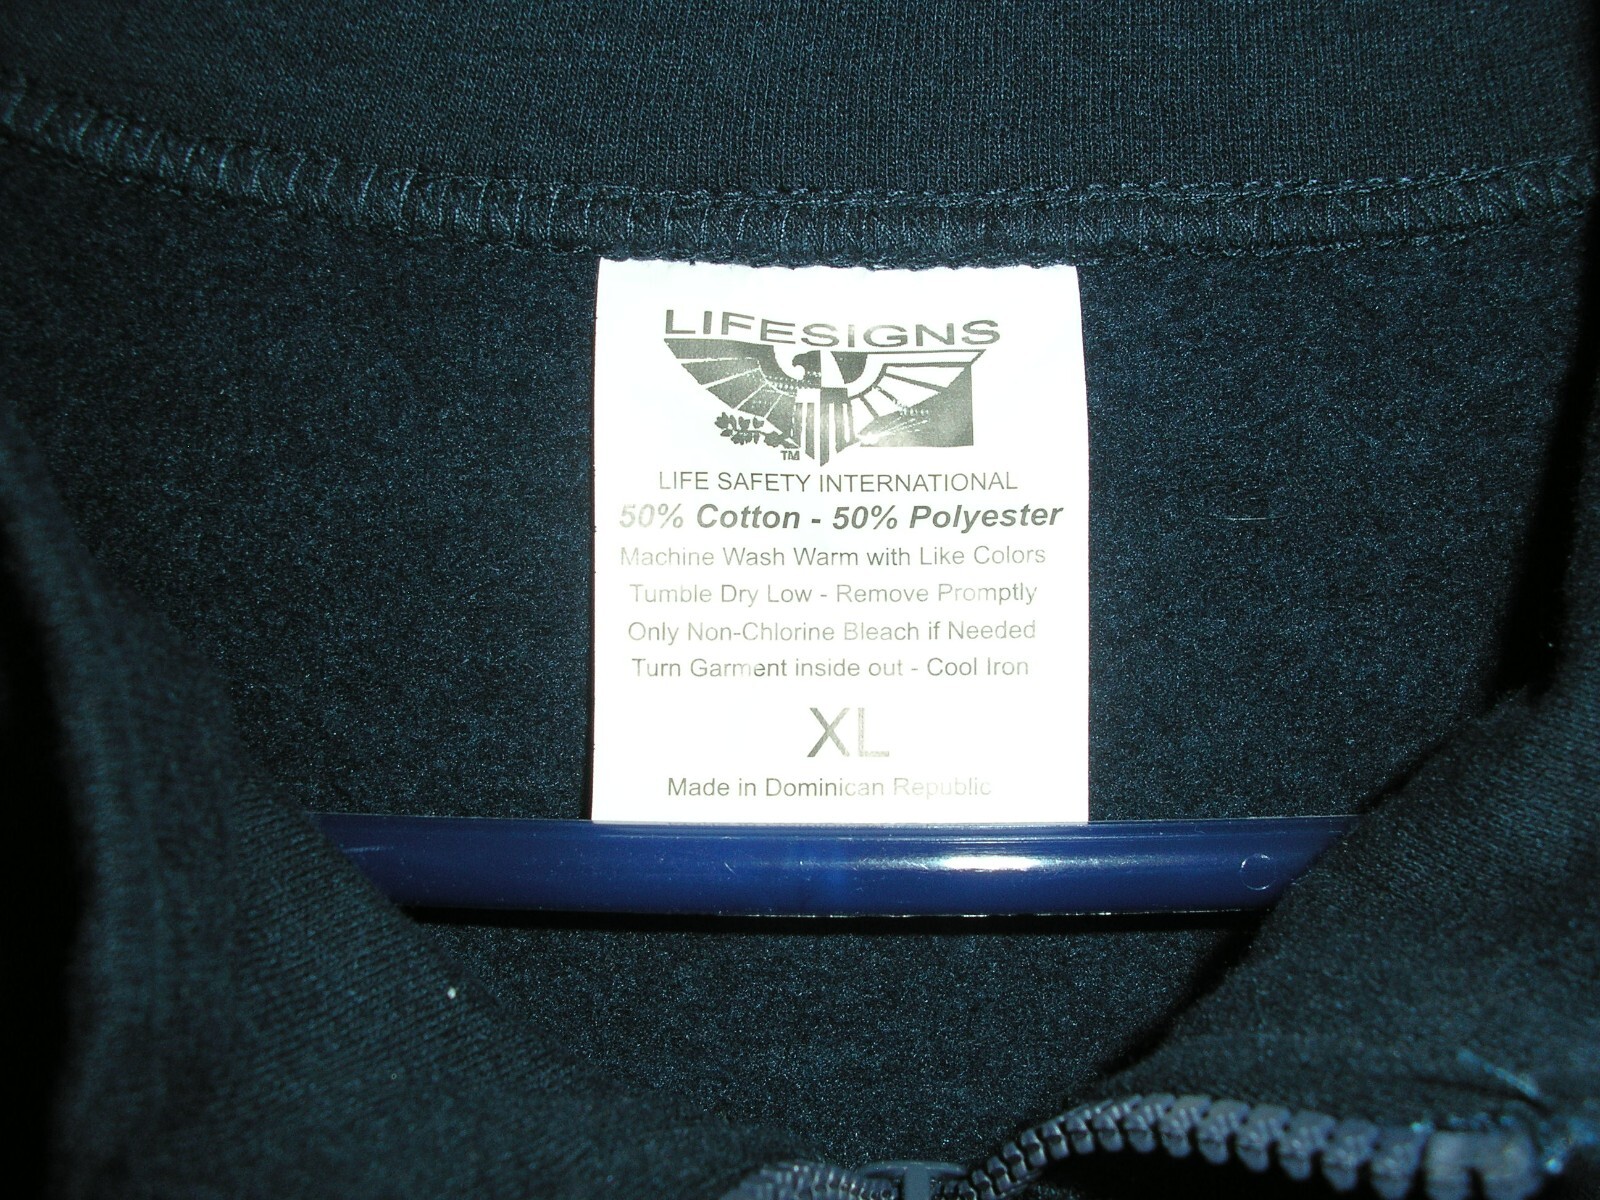 LIFESIGNS
TM
LIFE SAFETY INTERNATIONAL
50% Cotton - 50% Polyester
Machine Wash Warm with Like Colors
Tumble Dry Low - Remove Promptly
Only Non-Chlorine Bleach if Needed
Turn Garment inside out - Cool Iron
XL
Made in Dominican Republic